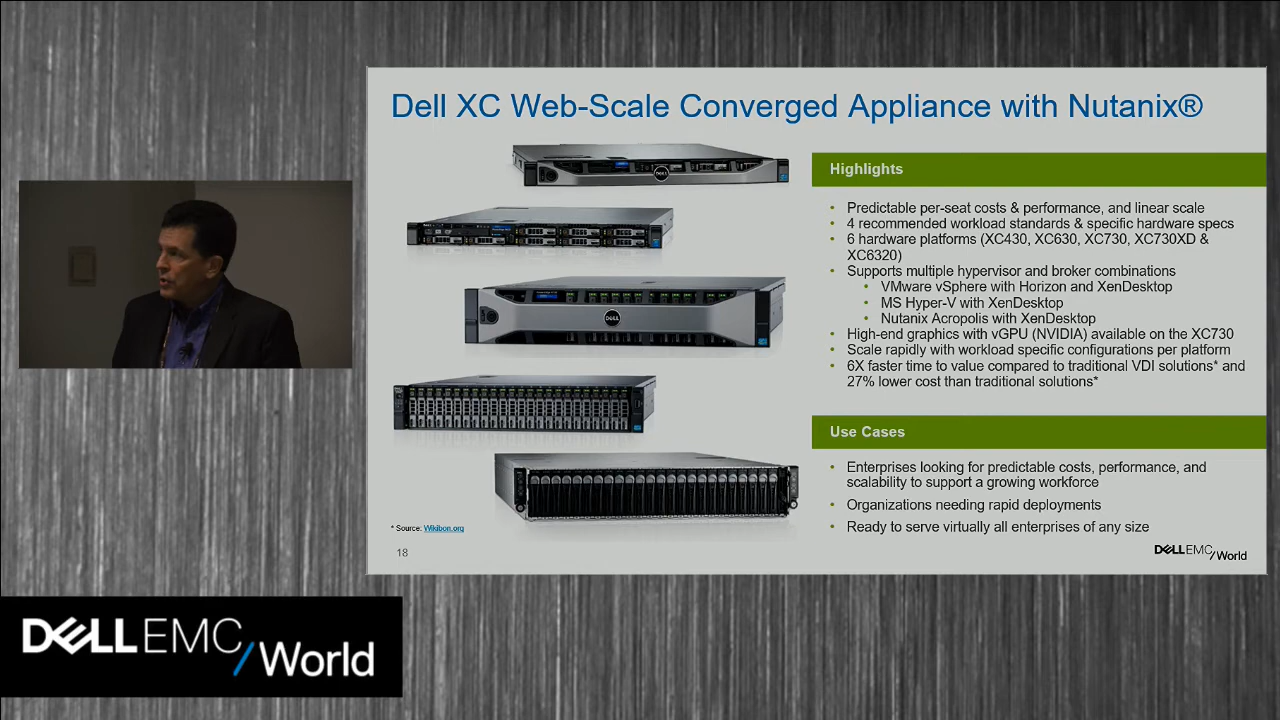 Dell XC Web-Scale Converged Appliance with Nutanix®
Highlights
• Predictable per-seat costs & performance, and linear scale
• 4 recommended workload standards & specific hardware specs
• 6 hardware platforms (XC430, XC630, XC730, XC730XD &
XC6320)
• Supports multiple hypervisor and broker combinations
• VMware vSphere with Horizon and XenDesktop
• MS Hyper-V with XenDesktop
• Nutanix Acropolis with XenDesktop
• High-end graphics with vGPU (NVIDIA) available on the XC730
• Scale rapidly with workload specific configurations per platform
• 6X faster time to value compared to traditional VDI solutions* and
27% lower cost than traditional solutions*
Use Cases
• Enterprises looking for predictable costs, performance, and
scalability to support a growing workforce
• Organizations needing rapid deployments
• Ready to serve virtually all enterprises of any size
* Source: Wikibon.org
18
DELLEMC
World
DELL
DELL
DELLEMC
World